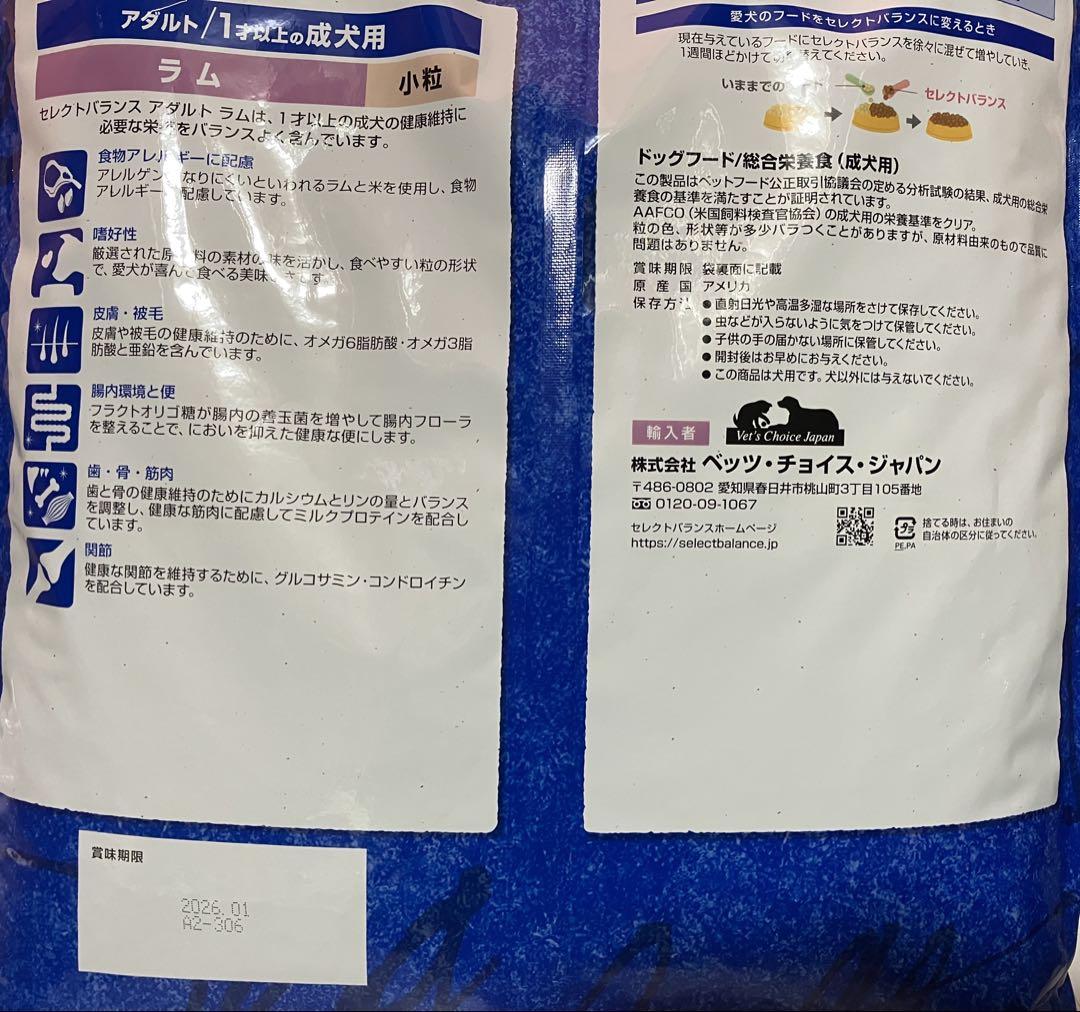 アダルト/1才以上の成犬用
ラム
小粒
セレクトバランス アダルト ラムは、1才以上の成犬の健康維持に
必要な栄養をバランスよく含んでいます。
食物アレルギーに配慮
アレルゲン なりにくいといわれるラムと米を使用し、食物
アレルギー 配慮しています。
嗜好性
厳選された原 料の素材の 味を活かし、食べやすい粒の形状
で、愛犬が喜んで食べる美味 さです。
皮膚・被毛
皮膚や被毛の健康維持のために、オメガ6脂肪酸・オメガ3脂
肪酸と亜鉛を含んでいます。
腸内環境と便
フラクトオリゴ糖が腸内の善玉菌を増やして腸内フローラ
を整えることで、においを抑えた健康な便にします。
歯・骨・筋肉
歯と骨の健康維持のためにカルシウムとリンの量とバランス
を調整し、健康な筋肉に配慮してミルクプロテインを配合し
ています。
関節
健康な関節を維持するために、グルコサミン・コンドロイチン
を配合しています。
賞味期限
2026.01
A2-306
愛犬のフードをセレクトバランスに変えるとき
現在与えているフードにセレクトバランスを徐々に混ぜて増やしていき、
1週間ほどかけて 替えてください。
いままでの ート
セレクトバランス
ドッグフード/総合栄養食(成犬用)
この製品はペットフード公正取引協議会の定める分析試験の結果、成犬用の総合栄
養食の基準を満たすことが証明されています。
AAFCO(米国飼料検査官協会)の成犬用の栄養基準をクリア。
粒の色、形状等が多少バラつくことがありますが、原材料由来のもので品質に
問題はありません。
賞味期限 袋裏面に記載
原産国 アメリカ
保存方法 ●直射日光や高温多湿な場所をさけて保存してください。
●虫などが入らないように気をつけて保管してください。
●子供の手の届かない場所に保管してください。
●開封後はお早めにお与えください。
●この商品は犬用です。犬以外には与えないでください。
輸入者
Vet's Choice Japan
株式会社 ベッツ・チョイス・ジャパン
〒486-0802 愛知県春日井市桃山町3丁目105番地
0120-09-1067
セレクトバランスホームページ
https://selectbalance.jp
プラ
PE,PA
捨てる時は、お住まいの
自治体の区分に従ってください。